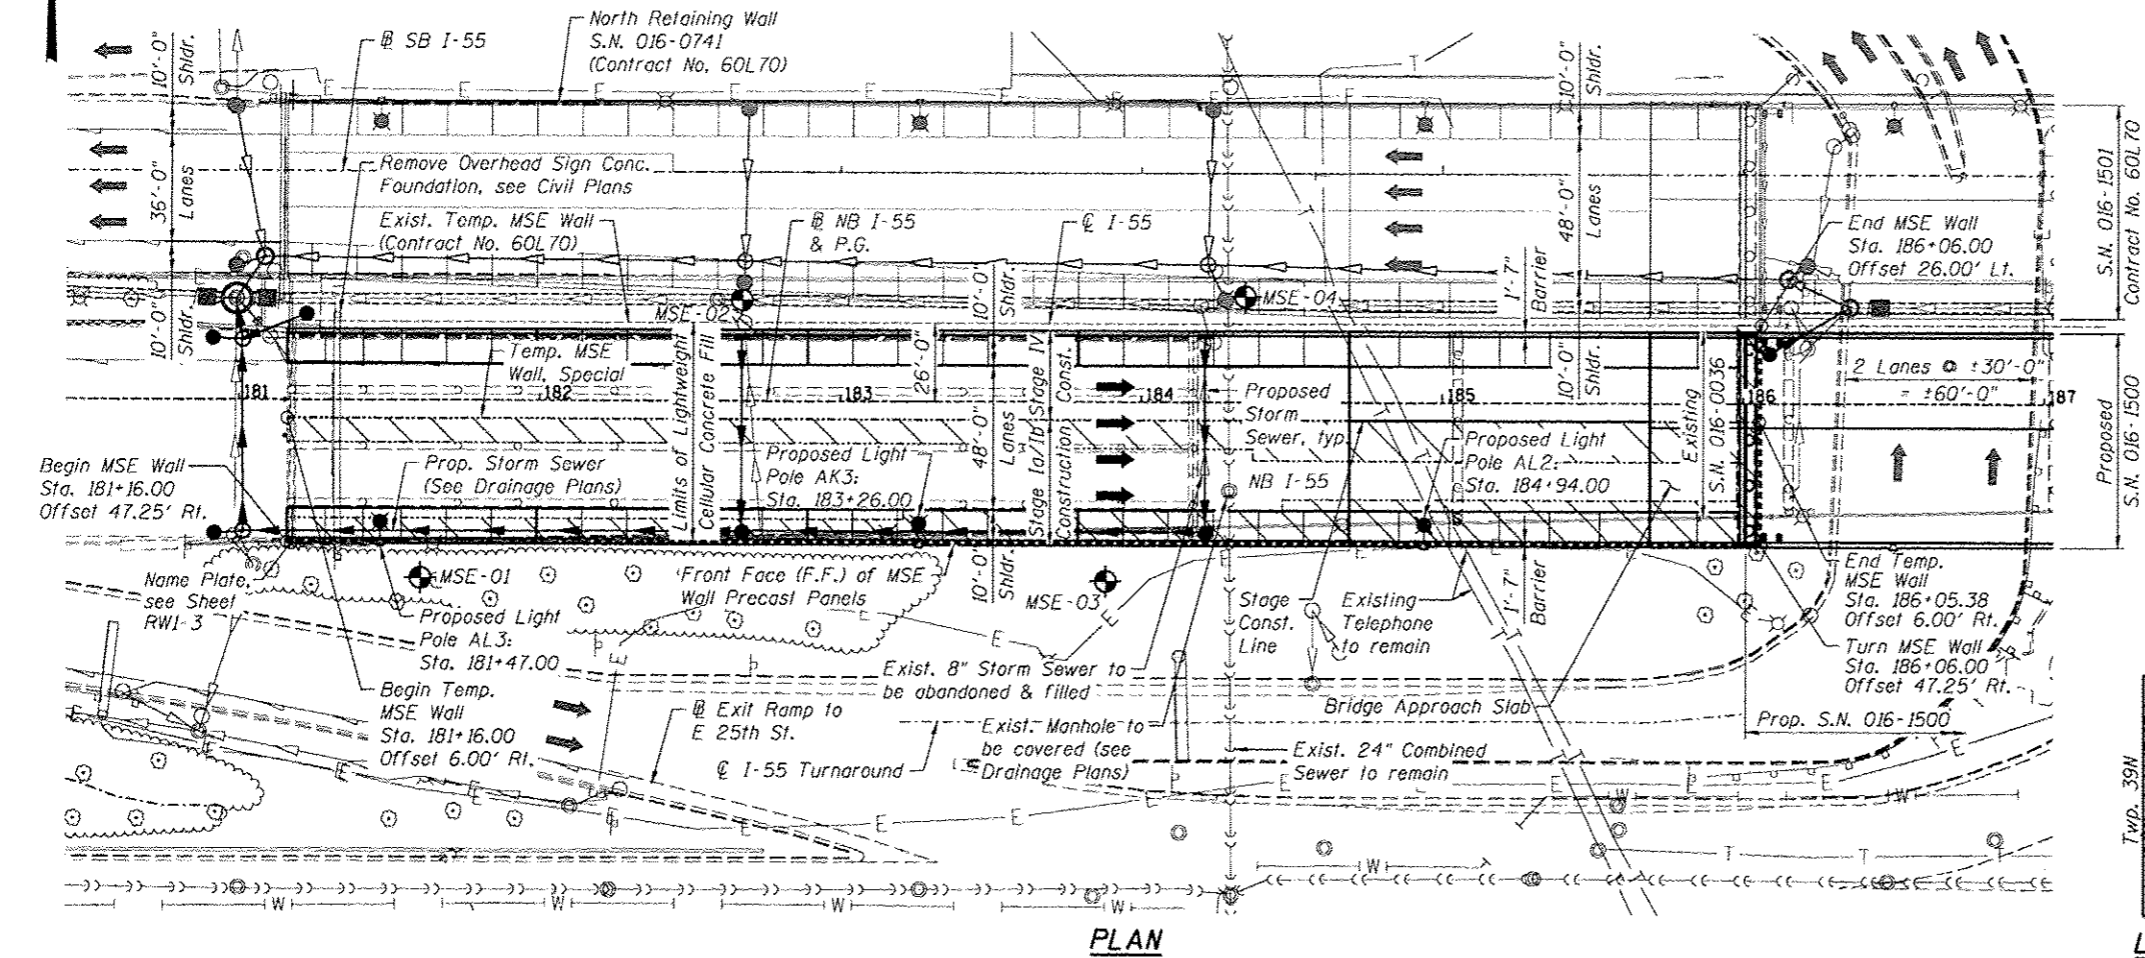 North Retaining Wall
S.N. 016-0741
(Contract No. 60L70)
℔ SB I-55
10'-0"
Shldr.
36'-0"
Lanes
10'-0"
Shldr.
Remove Overhead Sign Conc.
Foundation, see Civil Plans
Exist. Temp. MSE Wall
(Contract No. 60L70)
NB I-55
& P.G.
℄ I-55
10'-0"
Shldr.
48'-0"
Lanes
1'-7"
Barrier
10'-0"
Shldr.
End MSE Wall
Sta. 186+06.00
Offset 26.00' Lt.
S.N. 016-1501
Contract No. 60L70
MSE-02
MSE-04
10'-0"
Shldr.
26'-0"
48'-0"
Lanes
10'-0"
Shldr.
Temp. MSE
Wall, Special
Limits of Lightweight
Cellular Concrete Fill
Stage Ia/Ib
Construction
Stage IV
Const.
181
182
183
184
185
186
187
Proposed
Storm
Sewer, typ.
NB I-55
Existing
S.N. 016-0036
2 Lanes @ ±30'-0"
= ±60'-0"
Proposed
S.N. 016-1500
Begin MSE Wall
Sta. 181+16.00
Offset 47.25' Rt.
Prop. Storm Sewer
(See Drainage Plans)
Proposed Light
Pole AK3:
Sta. 183+26.00
Proposed Light
Pole AL2:
Sta. 184+94.00
Name Plate,
see Sheet
RW1-3
MSE-01
Front Face (F.F.) of MSE
Wall Precast Panels
MSE-03
Proposed Light
Pole AL3:
Sta. 181+47.00
Stage
Const.
Line
Existing
Telephone
to remain
1'-7"
Barrier
End Temp.
MSE Wall
Sta. 186+05.38
Offset 6.00' Rt.
Turn MSE Wall
Sta. 186+06.00
Offset 47.25' Rt.
Begin Temp.
MSE Wall
Sta. 181+16.00
Offset 6.00' Rt.
Exist. 8" Storm Sewer to
be abandoned & filled
Exit Ramp to
E 25th St.
℄ I-55 Turnaround
Exist. Manhole to
be covered (see
Drainage Plans)
Bridge Approach Slab
Exist. 24" Combined
Sewer to remain
Prop. S.N. 016-1500
Twp. 39N
PLAN